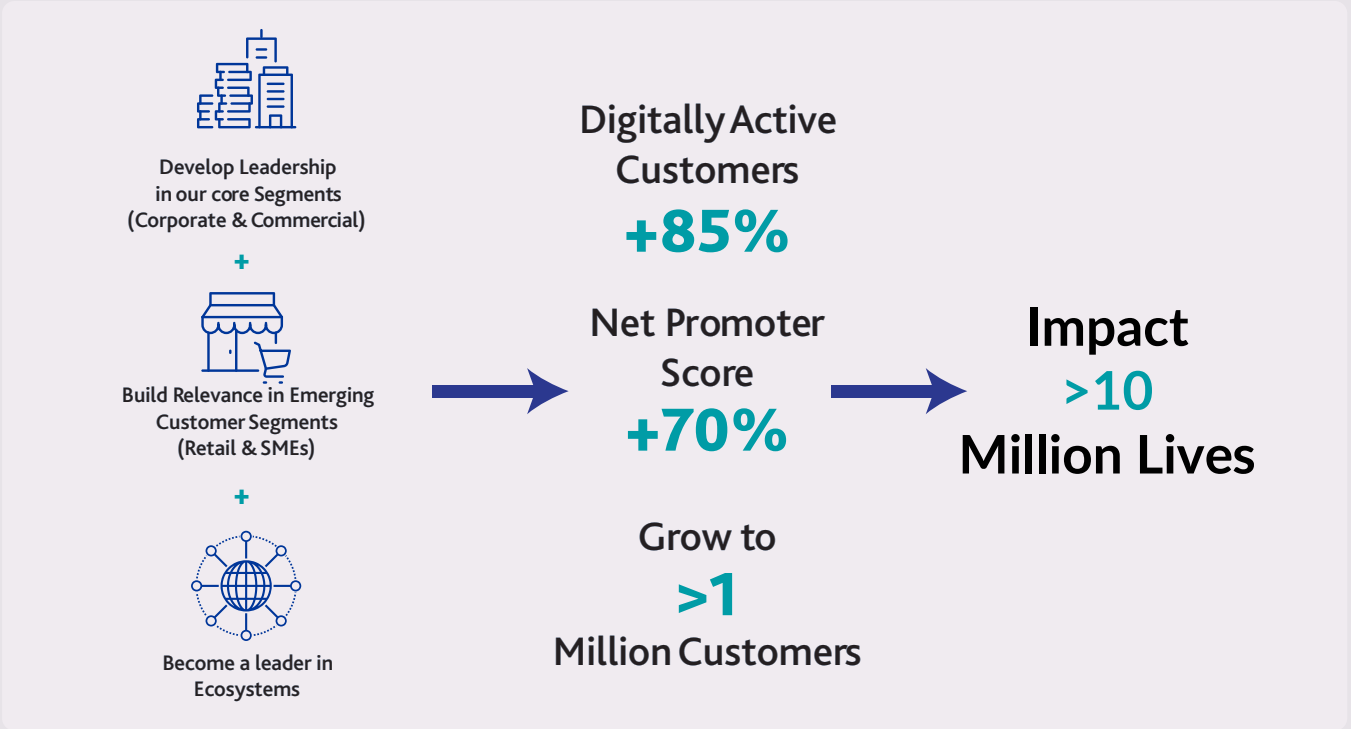 Develop Leadership
in our core Segments
(Corporate & Commercial)
+
Build Relevance in Emerging
Customer Segments
(Retail & SMEs)
+
Become a leader in
Ecosystems
Digitally Active
Customers
+85%
Net Promoter
Score
+70%
Grow to
>1
Million Customers
Impact
>10
Million Lives